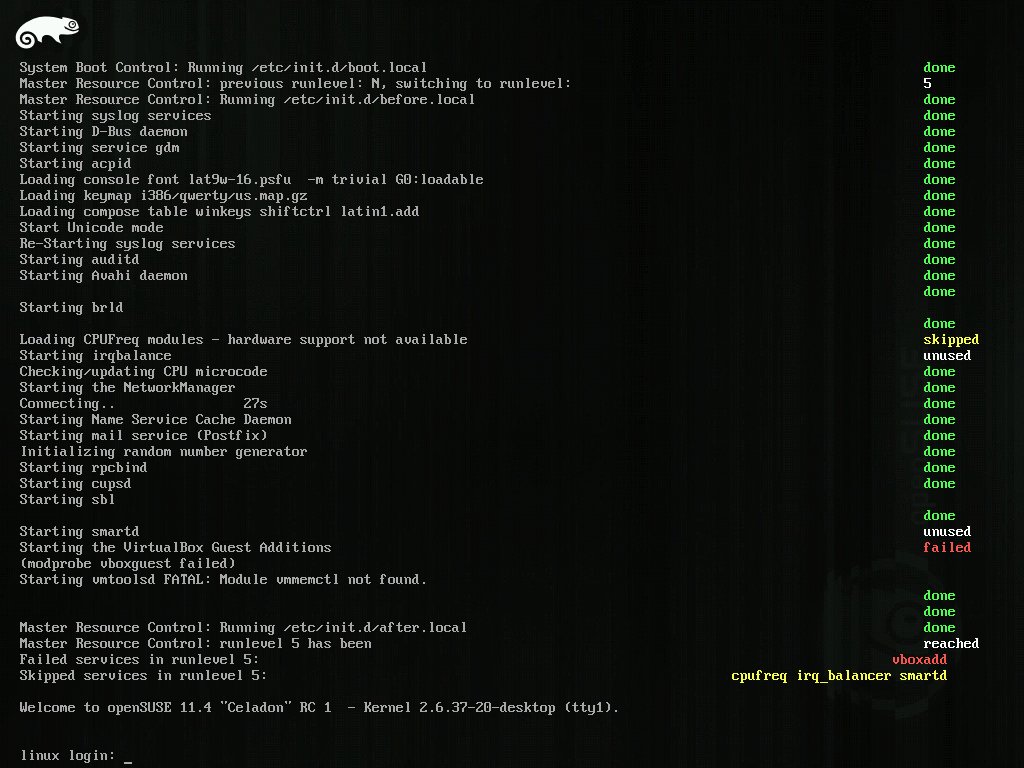 System Boot Control: Running /etc/init.d/boot.local done
Master Resource Control: previous runlevel: N, switching to runlevel: 5
Master Resource Control: Running /etc/init.d/before.local done
Starting syslog services done
Starting D-Bus daemon done
Starting service gdm done
Starting acpid done
Loading console font lat9w-16.psfu  -m trivial G0:loadable done
Loading keymap i386/qwerty/us.map.gz done
Loading compose table winkeys shiftctrl latin1.add done
Start Unicode mode done
Re-Starting syslog services done
Starting auditd done
Starting Avahi daemon done
done
Starting brld
done
Loading CPUFreq modules - hardware support not available skipped
Starting irqbalance unused
Checking/updating CPU microcode done
Starting the NetworkManager done
Connecting.. 27s done
Starting Name Service Cache Daemon done
Starting mail service (Postfix) done
Initializing random number generator done
Starting rpcbind done
Starting cupsd done
Starting sbl
done
Starting smartd unused
Starting the VirtualBox Guest Additions failed
(modprobe vboxguest failed)
Starting vmtoolsd FATAL: Module vmmemctl not found.
done
done
Master Resource Control: Running /etc/init.d/after.local done
Master Resource Control: runlevel 5 has been reached
Failed services in runlevel 5: vboxadd
Skipped services in runlevel 5: cpufreq irq_balancer smartd
Welcome to openSUSE 11.4 "Celadon" RC 1  - Kernel 2.6.37-20-desktop (tty1).
linux login: _